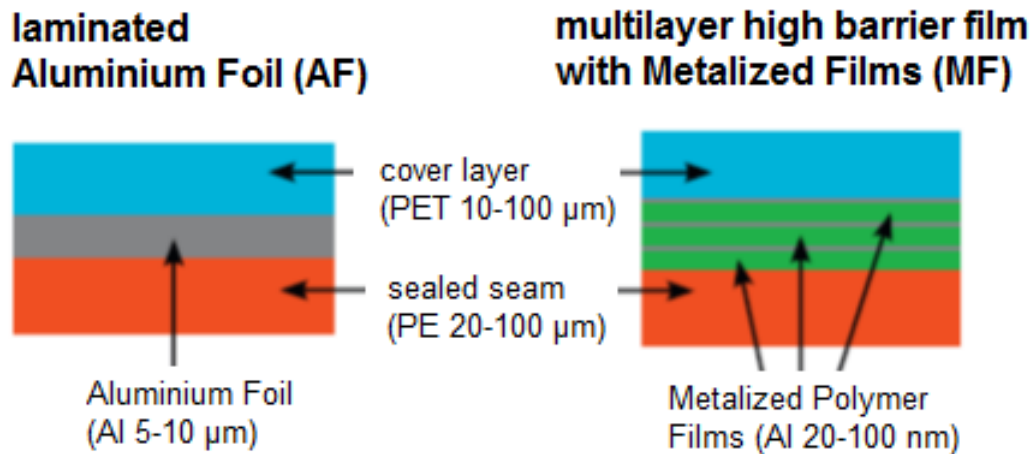 laminated
Aluminium Foil (AF)
multilayer high barrier film
with Metalized Films (MF)
cover layer
(PET 10-100 µm)
sealed seam
(PE 20-100 µm)
Aluminium Foil
(Al 5-10 µm)
Metalized Polymer
Films (Al 20-100 nm)